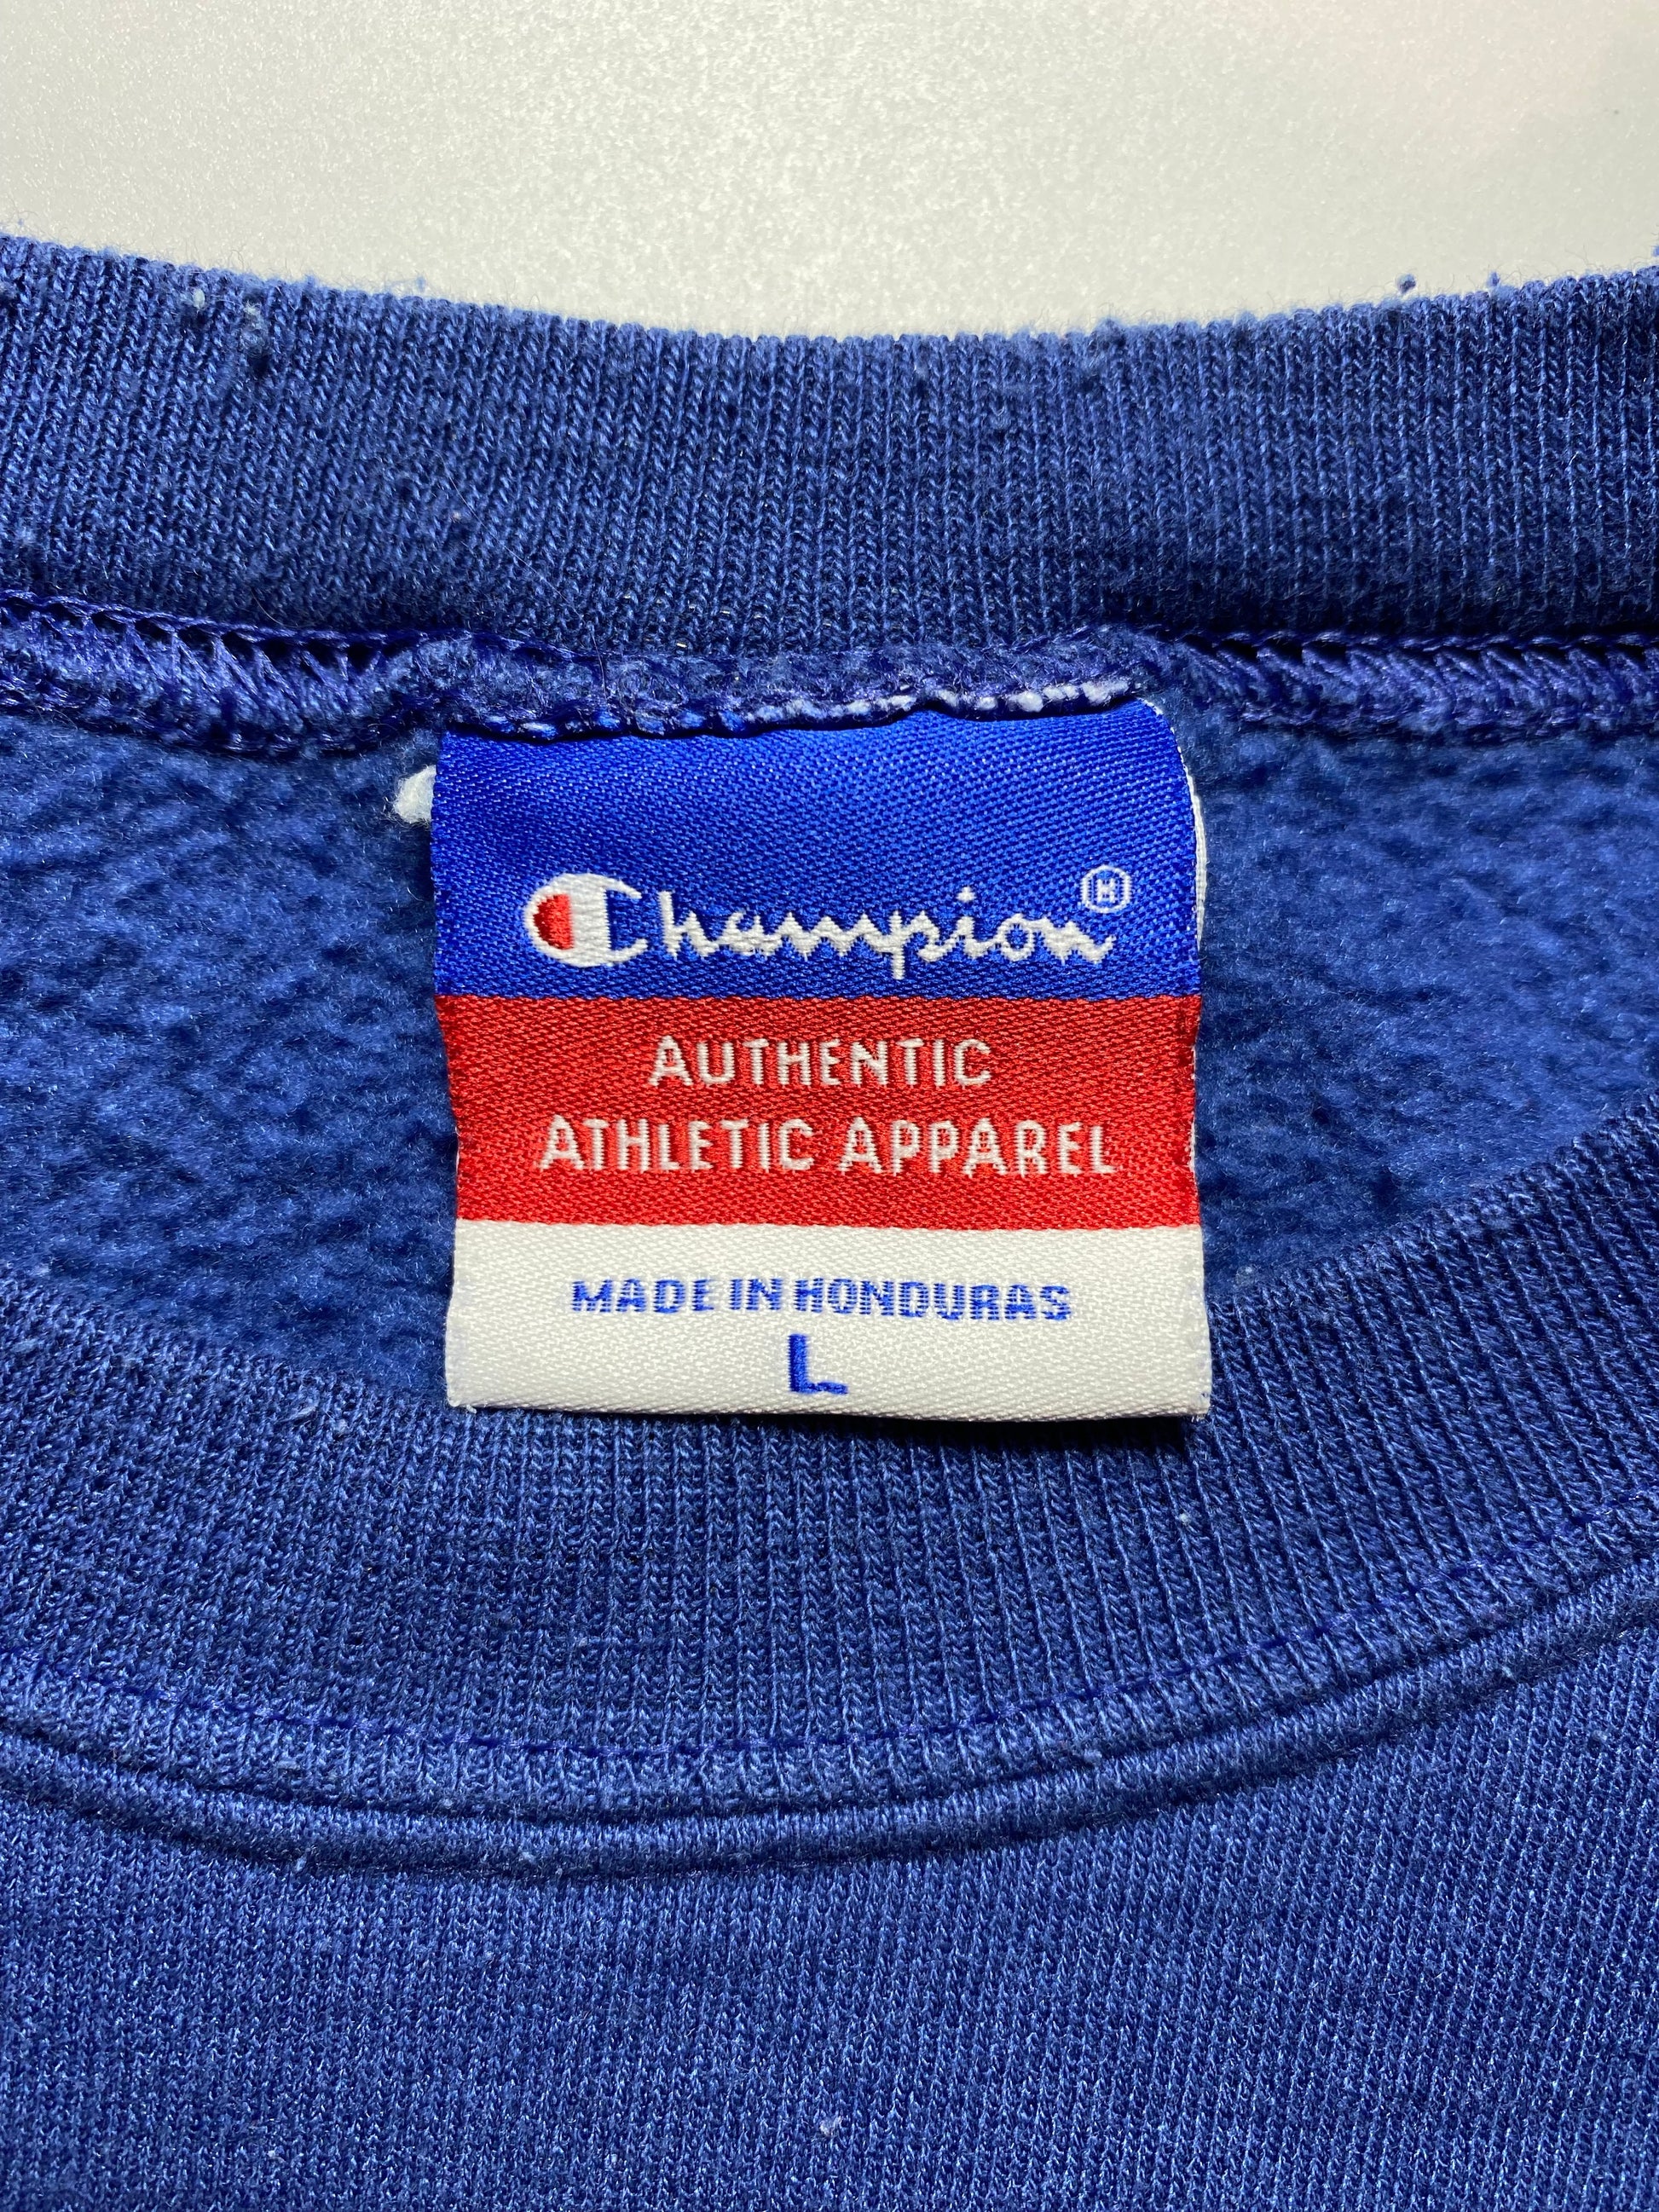 Champion®
AUTHENTIC
ATHLETIC APPAREL
MADE IN HONDURAS
L